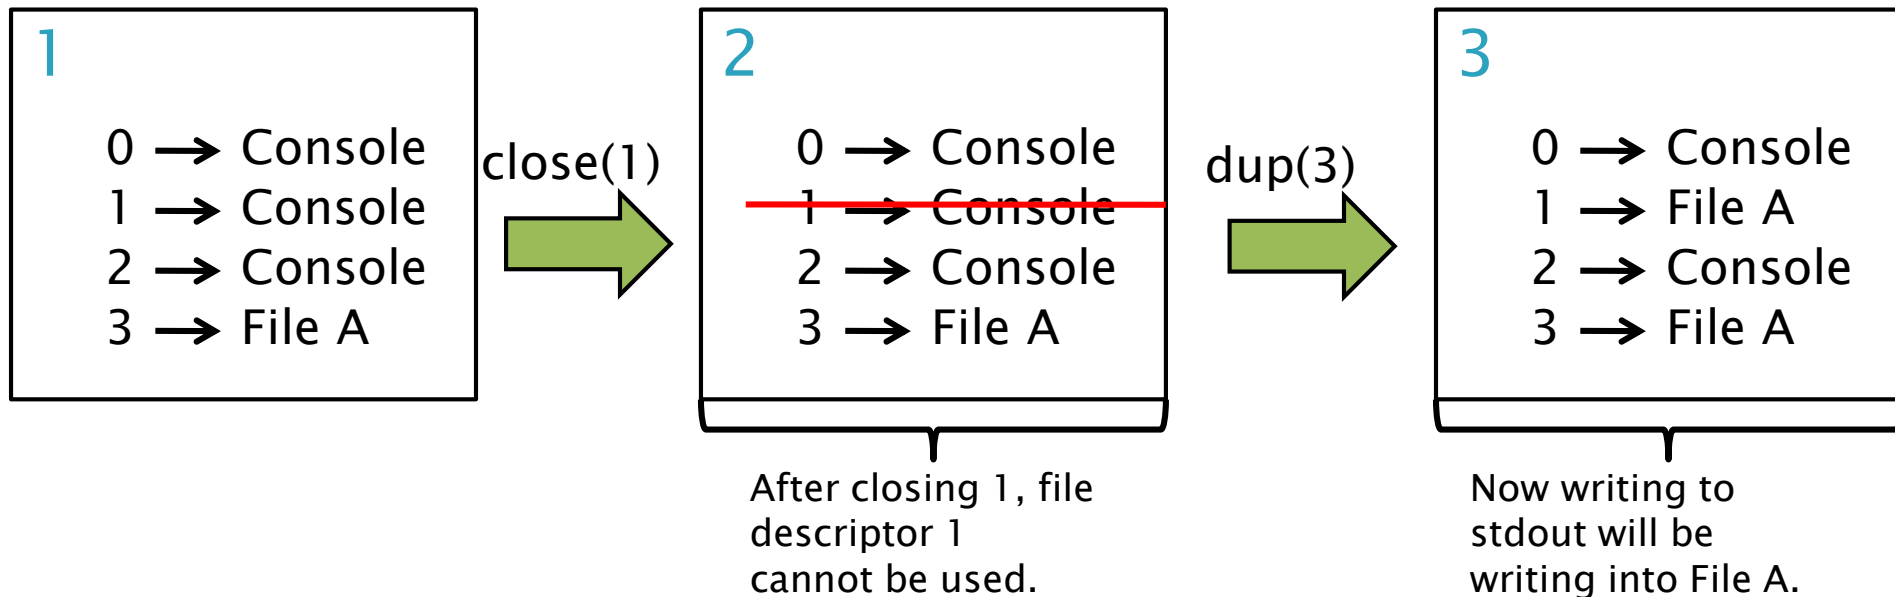 1
0 → Console
1 → Console
2 → Console
3 → File A
close(1)
2
0 → Console
1 → Console
2 → Console
3 → File A
After closing 1, file
descriptor 1
cannot be used.
dup(3)
3
0 → Console
1 → File A
2 → Console
3 → File A
Now writing to
stdout will be
writing into File A.